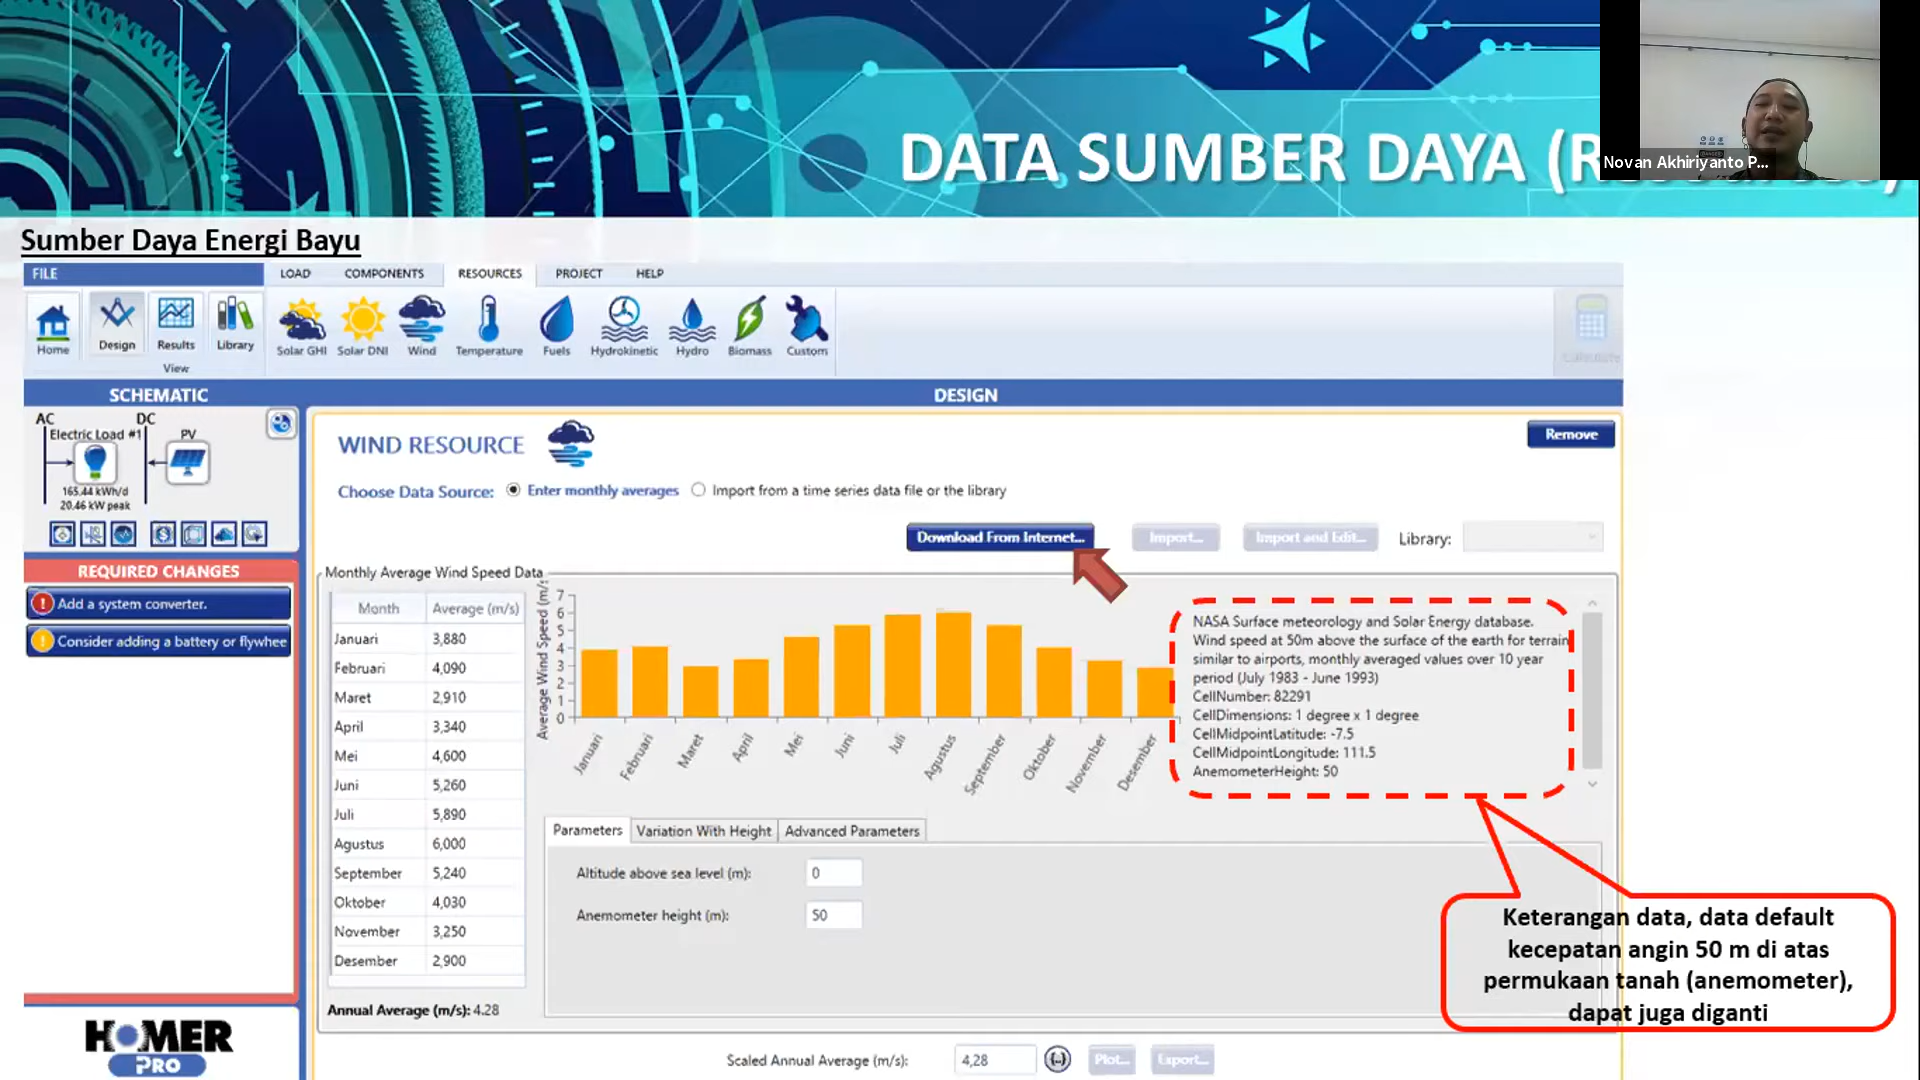 DATA SUMBER DAYA
Novan Akhiriyanto P...
Sumber Daya Energi Bayu
FILE
LOAD COMPONENTS RESOURCES PROJECT HELP
Home Design Results Library
View
Solar GHI Solar DNI Wind Temperature Fuels Hydrokinetic Hydro Biomass Custom
Calculate
SCHEMATIC
DESIGN
AC DC
Electric Load #1 PV
165.44 kWh/d
20.46 kW peak
REQUIRED CHANGES
Add a system converter.
Consider adding a battery or flywhee
HOMER
PRO
WIND RESOURCE
Remove
Choose Data Source: Enter monthly averages Import from a time series data file or the library
Download From Internet... Import... Import and Edit... Library:
Monthly Average Wind Speed Data
Month Average (m/s)
Januari 3,880
Februari 4,090
Maret 2,910
April 3,340
Mei 4,600
Juni 5,260
Juli 5,890
Agustus 6,000
September 5,240
Oktober 4,030
November 3,250
Desember 2,900
Annual Average (m/s): 4.28
Average Wind Speed (m/s
7
6
5
4
3
2
1
0
Januari Februari Maret April Mei Juni Juli Agustus September Oktober November Desember
NASA Surface meteorology and Solar Energy database.
Wind speed at 50m above the surface of the earth for terrain
similar to airports, monthly averaged values over 10 year
period (July 1983 - June 1993)
CellNumber: 82291
CellDimensions: 1 degree x 1 degree
CellMidpointLatitude: -7.5
CellMidpointLongitude: 111.5
AnemometerHeight: 50
Parameters Variation With Height Advanced Parameters
Altitude above sea level (m): 0
Anemometer height (m): 50
Keterangan data, data default
kecepatan angin 50 m di atas
permukaan tanah (anemometer),
dapat juga diganti
Scaled Annual Average (m/s): 4,28 {..} Plot... Export...